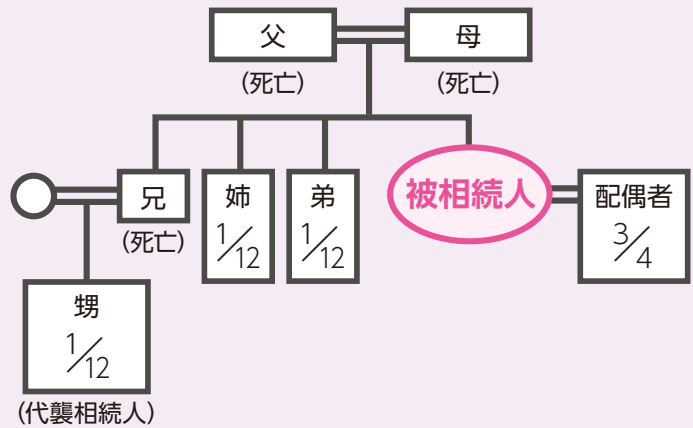 父
母
(死亡)
(死亡)
兄
(死亡)
姉
1/12
弟
1/12
被相続人
配偶者
3/4
甥
1/12
(代襲相続人)